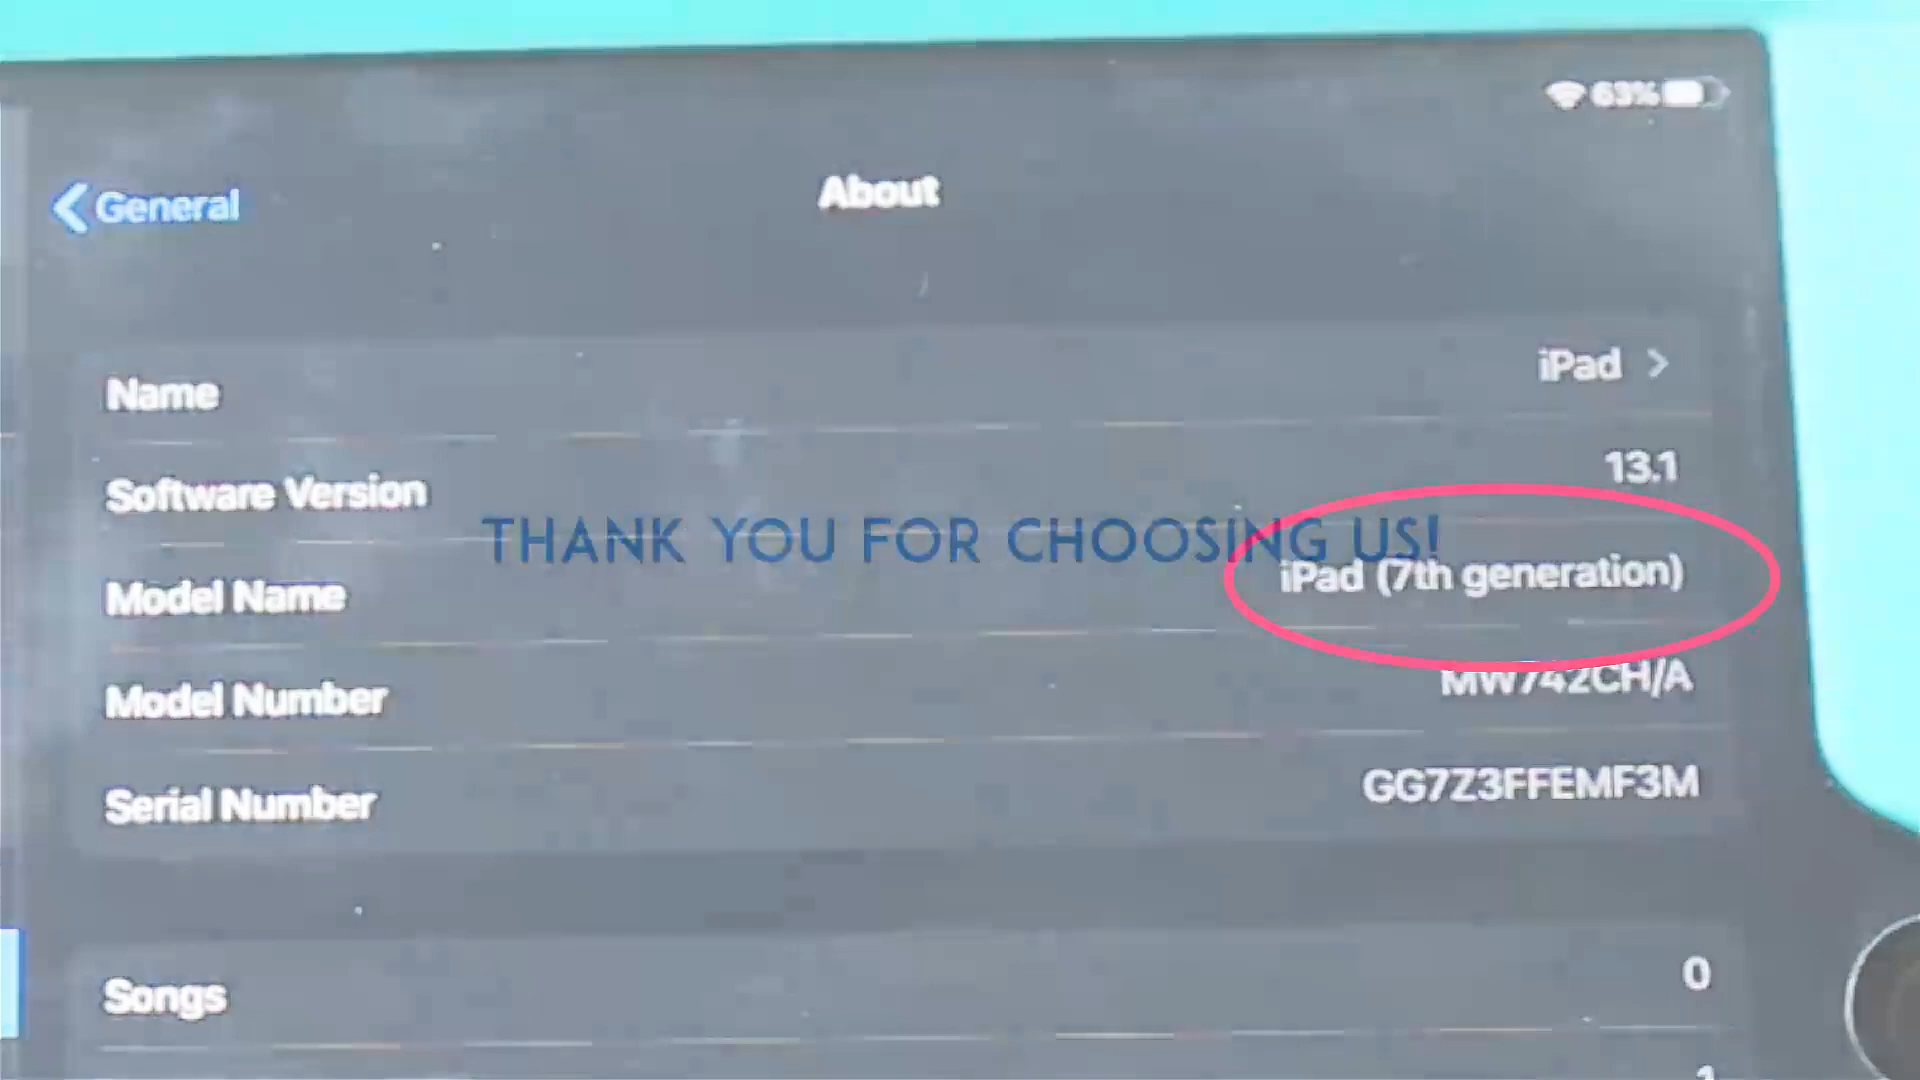 63%
General
About
Name
iPad
Software Version
13.1
THANK YOU FOR CHOOSING US!
Model Name
iPad (7th generation)
Model Number
MW742CH/A
Serial Number
GG7Z3FFEMF3M
Songs
0